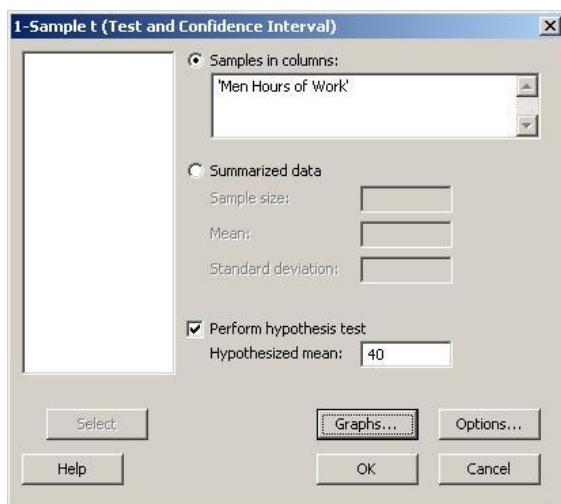 1-Sample t (Test and Confidence Interval)
Samples in columns:
'Men Hours of Work'
Summarized data
Sample size:
Mean:
Standard deviation:
Perform hypothesis test
Hypothesized mean: 40
Select
Graphs...
Options...
Help
OK
Cancel